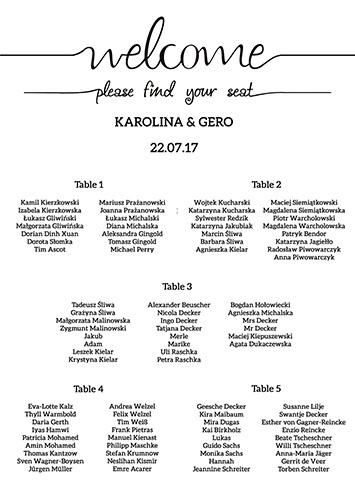 welcome
please find your seat
KAROLINA & GERO
22.07.17
Table 1
Kamil Kierzkowski
Izabela Kierzkowska
Łukasz Gliwiński
Małgorzata Gliwińska
Dorian Dinh Xuan
Dorota Słomka
Tim Ascot
Mariusz Prażanowski
Joanna Prażanowska
Łukasz Michalski
Diana Michalska
Aleksandra Gingold
Tomasz Gingold
Michael Perry
Table 2
Wojtek Kucharski
Katarzyna Kucharska
Sylwester Redzik
Katarzyna Jakubiak
Marcin Śliwa
Barbara Śliwa
Agnieszka Kielar
Maciej Siemiątkowski
Magdalena Siemiątkowska
Piotr Warcholowski
Magdalena Warcholowska
Patryk Bendor
Katarzyna Jagiełło
Radosław Piwowarczyk
Anna Piwowarczyk
Table 3
Tadeusz Śliwa
Grażyna Śliwa
Małgorzata Malinowska
Zygmunt Malinowski
Jakub
Adam
Leszek Kielar
Krystyna Kielar
Alexander Beuscher
Nicola Decker
Ingo Decker
Tatjana Decker
Merle
Marike
Uli Raschka
Petra Raschka
Bogdan Hołowiecki
Agnieszka Michalska
Mrs Decker
Mr Decker
Maciej Kiepuszewski
Agata Dukaczewska
Table 4
Eva-Lotte Kalz
Thyll Warmbold
Daria Gerth
Iyas Hamwi
Patricia Mohamed
Amin Mohamed
Thomas Kantzow
Sven Wagner-Boysen
Jürgen Müller
Andrea Welzel
Felix Welzel
Tim Weiß
Frank Pietras
Manuel Kienast
Philipp Maschke
Stefan Krumnow
Neslihan Kismir
Emre Acarer
Table 5
Geesche Decker
Kira Maibaum
Mira Dugas
Kai Birkholz
Lukas
Guido Sachs
Monika Sachs
Hannah
Jeannine Schreiter
Susanne Lilje
Swantje Decker
Esther von Gagern-Reincke
Enzio Reincke
Beate Tscheschner
Willi Tscheschner
Anna-Maria Jäger
Gerrit de Veer
Torben Schreiter